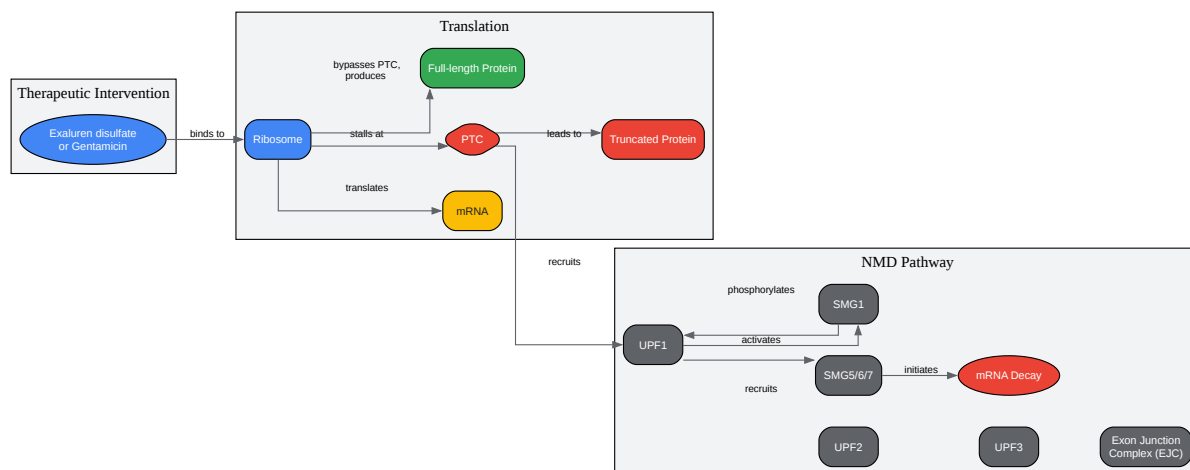 Translation
bypasses PTC,
produces
Full-length Protein
Therapeutic Intervention
Exaluren disulfate
or Gentamicin
binds to
Ribosome
stalls at
PTC
leads to
Truncated Protein
translates
mRNA
recruits
NMD Pathway
phosphorylates
SMG1
UPF1
activates
SMG5/6/7
initiates
mRNA Decay
recruits
UPF2
UPF3
Exon Junction
Complex (EJC)